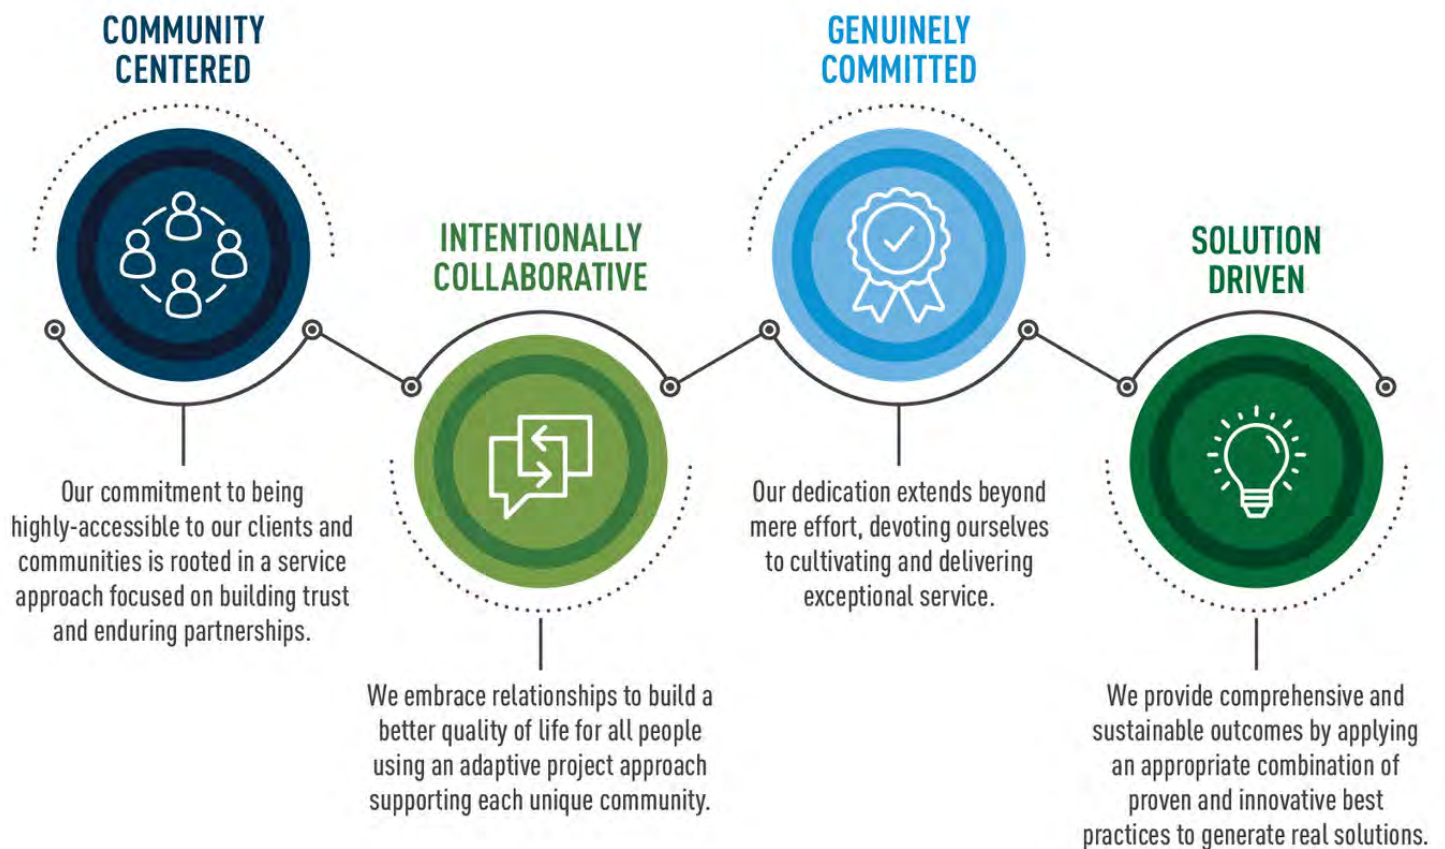 COMMUNITY
CENTERED
Our commitment to being
highly-accessible to our clients and
communities is rooted in a service
approach focused on building trust
and enduring partnerships.
INTENTIONALLY
COLLABORATIVE
We embrace relationships to build a
better quality of life for all people
using an adaptive project approach
supporting each unique community.
GENUINELY
COMMITTED
Our dedication extends beyond
mere effort, devoting ourselves
to cultivating and delivering
exceptional service.
SOLUTION
DRIVEN
We provide comprehensive and
sustainable outcomes by applying
an appropriate combination of
proven and innovative best
practices to generate real solutions.